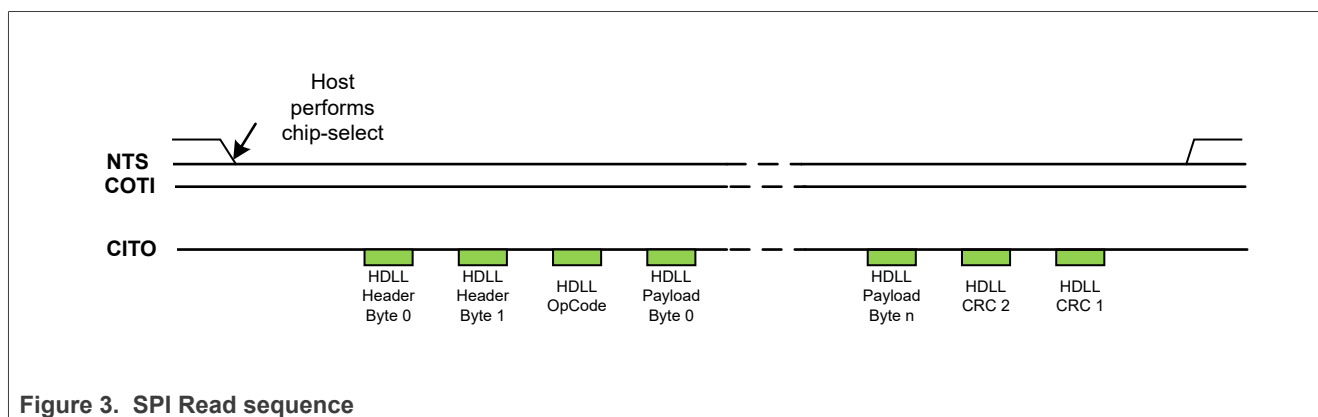 Host
performs
chip-select
NTS
COTI
CITO
HDLL
Header
Byte 0
HDLL
Header
Byte 1
HDLL
OpCode
HDLL
Payload
Byte 0
HDLL
Payload
Byte n
HDLL
CRC 2
HDLL
CRC 1
Figure 3. SPI Read sequence